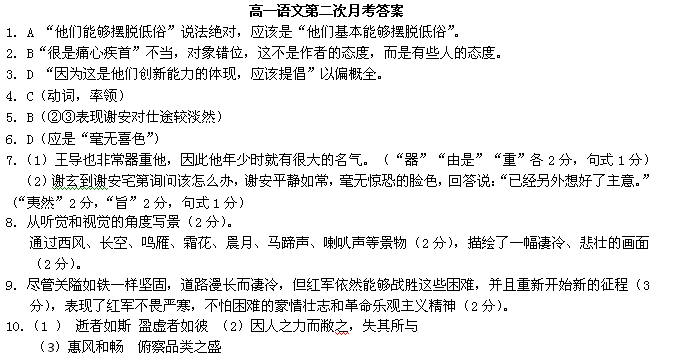 高一语文第二次月考答案
1. A “他们能够摆脱低俗”说法绝对，应该是“他们基本能够摆脱低俗”。
2. B“很是痛心疾首”不当，对象错位，这不是作者的态度，而是有些人的态度。
3. D “因为这是他们创新能力的体现，应该提倡”以偏概全。
4. C（动词，率领）
5. B（②③表现谢安对仕途较淡然）
6. D（应是“毫无喜色”）
7.（1）王导也非常器重他，因此他年少时就有很大的名气。（“器”“由是”“重”各2分，句式1分）
（2）谢玄到谢安宅第询问该怎么办，谢安平静如常，毫无惊恐的脸色，回答说：“已经另外想好了主意。”
（“夷然”2分，“旨”2分，句式1分）
8. 从听觉和视觉的角度写景（2分）。
通过西风、长空、鸣雁、霜花、晨月、马蹄声、喇叭声等景物（2分），描绘了一幅凄冷、悲壮的画面
（2分）。
9. 尽管关隘如铁一样坚固，道路漫长而凄冷，但红军依然能够战胜这些困难，并且重新开始新的征程（3
分），表现了红军不畏严寒，不怕困难的豪情壮志和革命乐观主义精神（2分）。
10.（1 ） 逝者如斯 盈虚者如彼 （2）因人之力而敝之，失其所与
（3）惠风和畅 俯察品类之盛